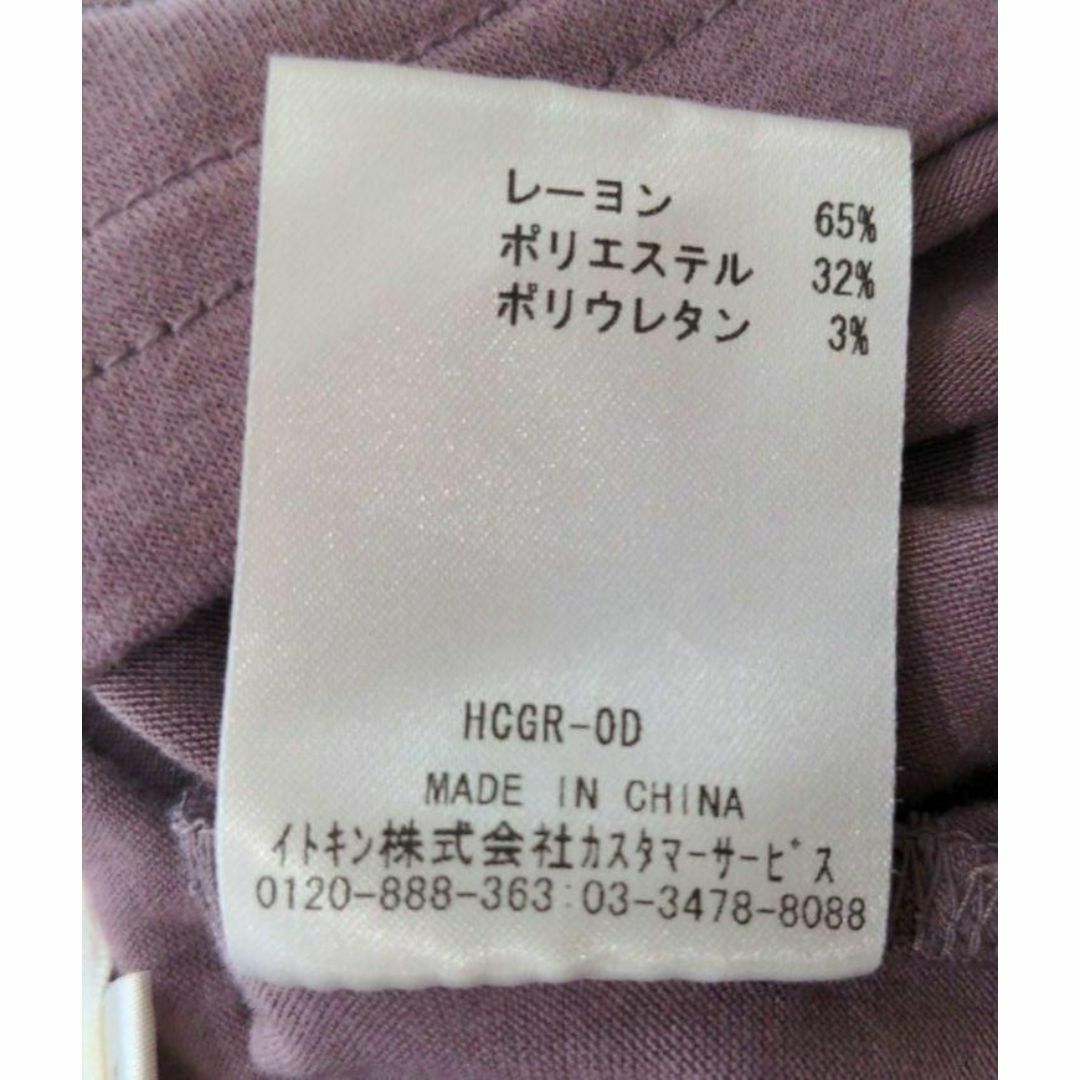 レーヨン 65%
ポリエステル 32%
ポリウレタン 3%
HCGR-0D
MADE IN CHINA
イトキン株式会社カスタマーサービス
0120-888-363:03-3478-8088